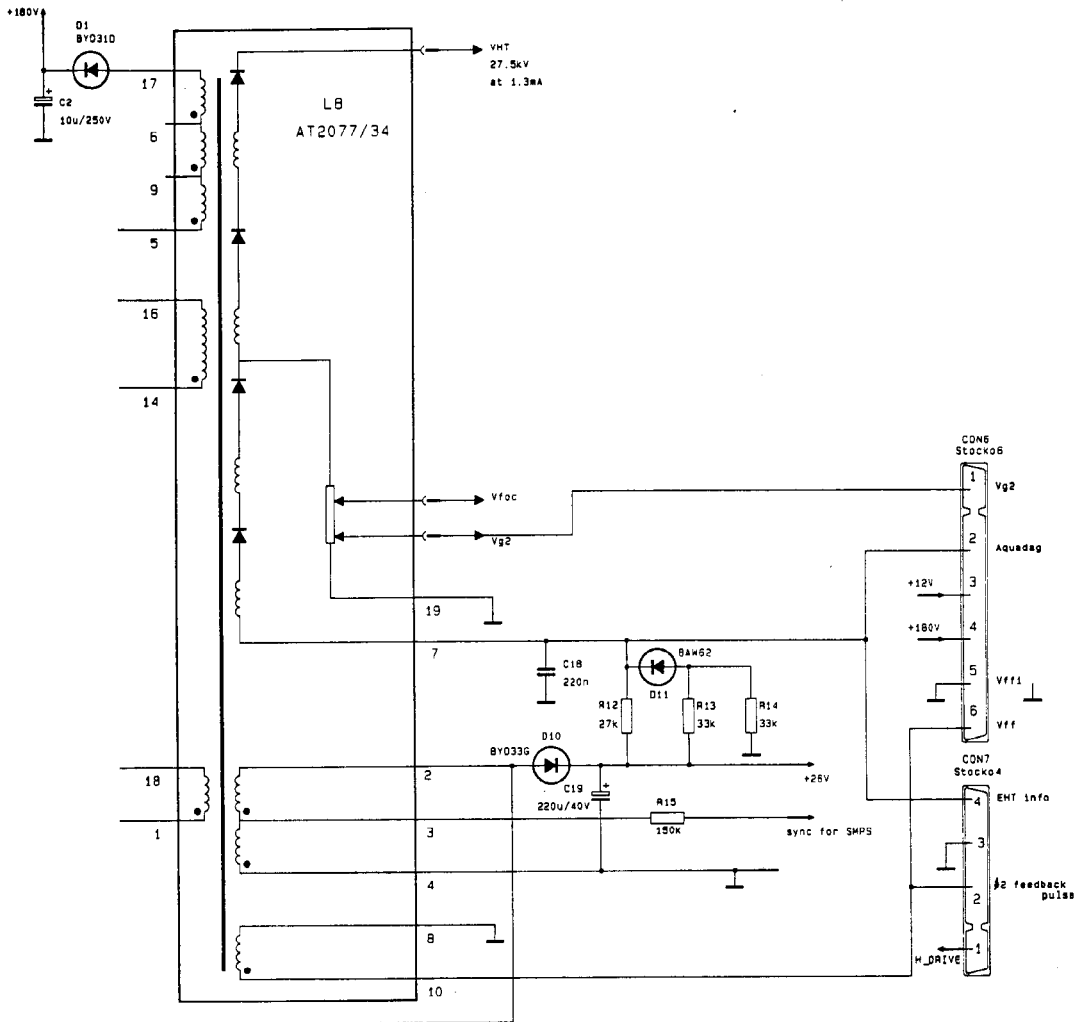 +180V
D1
BYD31D
C2
10u/250V
+
17
6
9
5
16
14
L8
AT2077/34
VHT
27.5kV
at 1.3mA
Vfoc
Vg2
19
7
C18
220n
BAW62
D11
R12
27k
R13
33k
R14
33k
D10
BYD33G
C19
220u/40V
+
+26V
18
1
2
3
4
8
10
R15
150K
sync for SMPS
CON6
Stocko6
1
Vg2
2
Aquadag
3
+12V
4
+180V
5
Vffi
6
Vff
CON7
Stocko4
4
EHT info
3
2
feedback
pulse
1
H_DRIVE